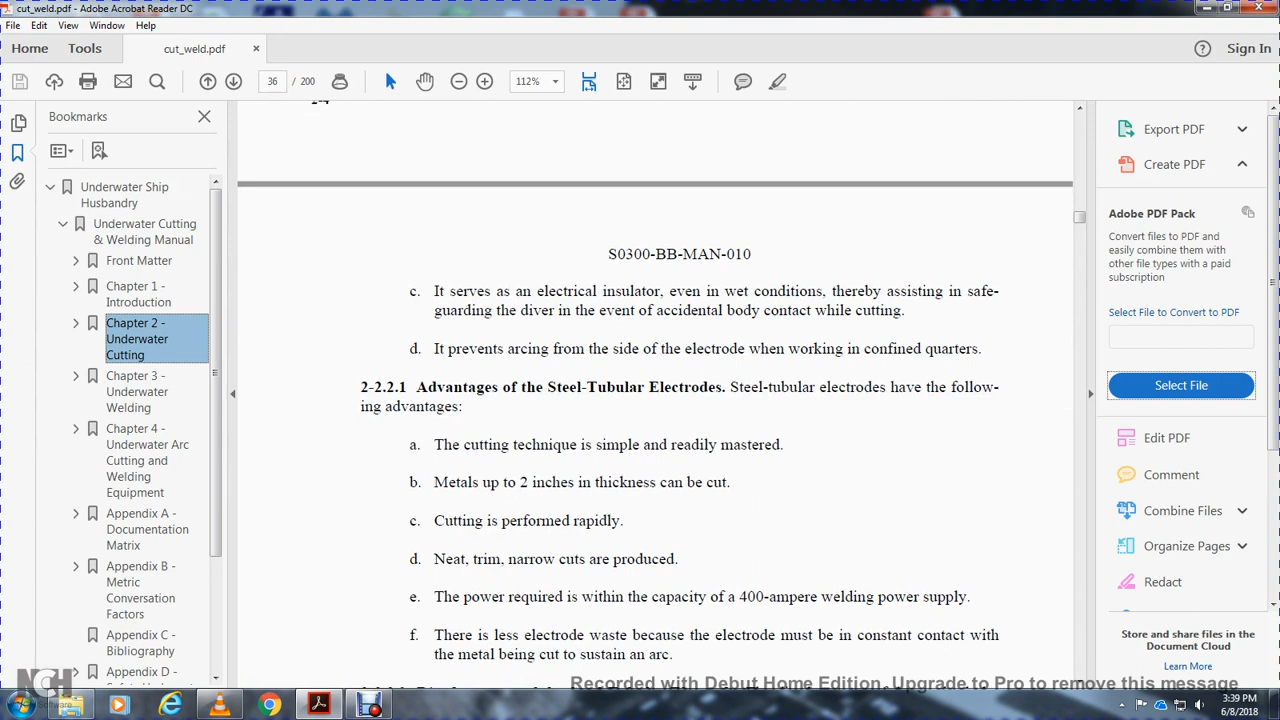 cut_weld.pdf - Adobe Acrobat Reader DC
File Edit View Window Help
Home Tools cut_weld.pdf × Sign In
36 / 200 112%
Bookmarks
Underwater Ship
Husbandry
Underwater Cutting
& Welding Manual
Front Matter
Chapter 1 -
Introduction
Chapter 2 -
Underwater
Cutting
Chapter 3 -
Underwater
Welding
Chapter 4 -
Underwater Arc
Cutting and
Welding
Equipment
Appendix A -
Documentation
Matrix
Appendix B -
Metric
Conversation
Factors
Appendix C -
Bibliography
Appendix D -
S0300-BB-MAN-010
c. It serves as an electrical insulator, even in wet conditions, thereby assisting in safe-
guarding the diver in the event of accidental body contact while cutting.
d. It prevents arcing from the side of the electrode when working in confined quarters.
2-2.2.1 Advantages of the Steel-Tubular Electrodes. Steel-tubular electrodes have the follow-
ing advantages:
a. The cutting technique is simple and readily mastered.
b. Metals up to 2 inches in thickness can be cut.
c. Cutting is performed rapidly.
d. Neat, trim, narrow cuts are produced.
e. The power required is within the capacity of a 400-ampere welding power supply.
f. There is less electrode waste because the electrode must be in constant contact with
the metal being cut to sustain an arc.
Export PDF
Create PDF
Adobe PDF Pack
Convert files to PDF and
easily combine them with
other file types with a paid
subscription
Select File to Convert to PDF
Select File
Edit PDF
Comment
Combine Files
Organize Pages
Redact
Store and share files in the
Document Cloud
Learn More
NCH
Software
Recorded with Debut Home Edition. Upgrade to Pro to remove this message
3:39 PM
6/8/2018